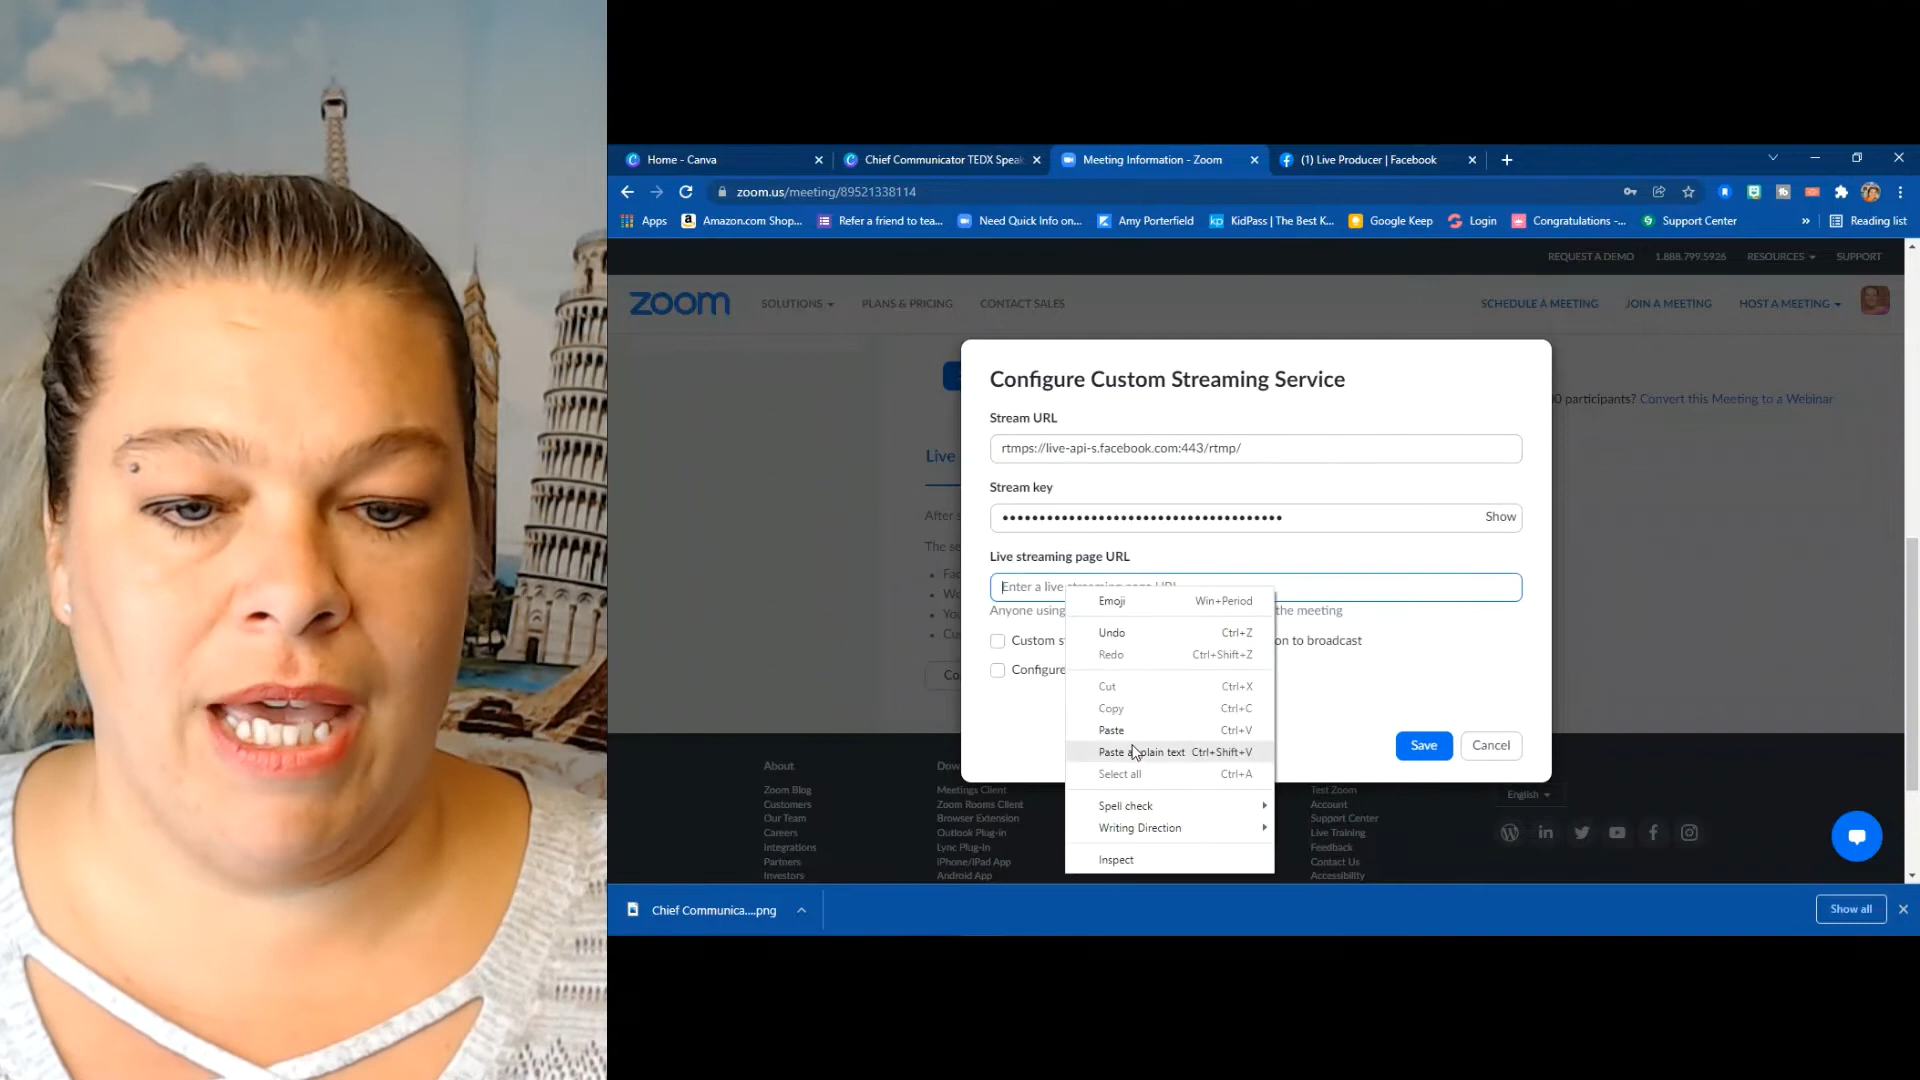 Home - Canva
Chief Communicator TEDX Speak
Meeting Information - Zoom
(1) Live Producer | Facebook
zoom.us/meeting/89521338114
Apps
Amazon.com Shop...
Refer a friend to tea...
Need Quick Info on...
Amy Porterfield
KidPass | The Best K...
Google Keep
Login
Congratulations -...
Support Center
»
Reading list
REQUEST A DEMO
1.888.799.5926
RESOURCES
SUPPORT
zoom
SOLUTIONS
PLANS & PRICING
CONTACT SALES
SCHEDULE A MEETING
JOIN A MEETING
HOST A MEETING
Configure Custom Streaming Service
participants? Convert this Meeting to a Webinar
Stream URL
rtmps://live-api-s.facebook.com:443/rtmp/
Live
Stream key
Show
After
The se
Live streaming page URL
Enter a live
Anyone using
the meeting
Custom
on to broadcast
Configure
Emoji Win+Period
Undo Ctrl+Z
Redo Ctrl+Shift+Z
Cut Ctrl+X
Copy Ctrl+C
Paste Ctrl+V
Paste plain text Ctrl+Shift+V
Select all Ctrl+A
Spell check
Writing Direction
Inspect
Save
Cancel
About
Zoom Blog
Customers
Our Team
Careers
Integrations
Partners
Investors
Dow
Meetings Client
Zoom Rooms Client
Browser Extension
Outlook Plug-in
Lync Plug-in
iPhone/iPad App
Android App
Test Zoom
Account
Support Center
Live Training
Feedback
Contact Us
Accessibility
English
Chief Communica....png
Show all